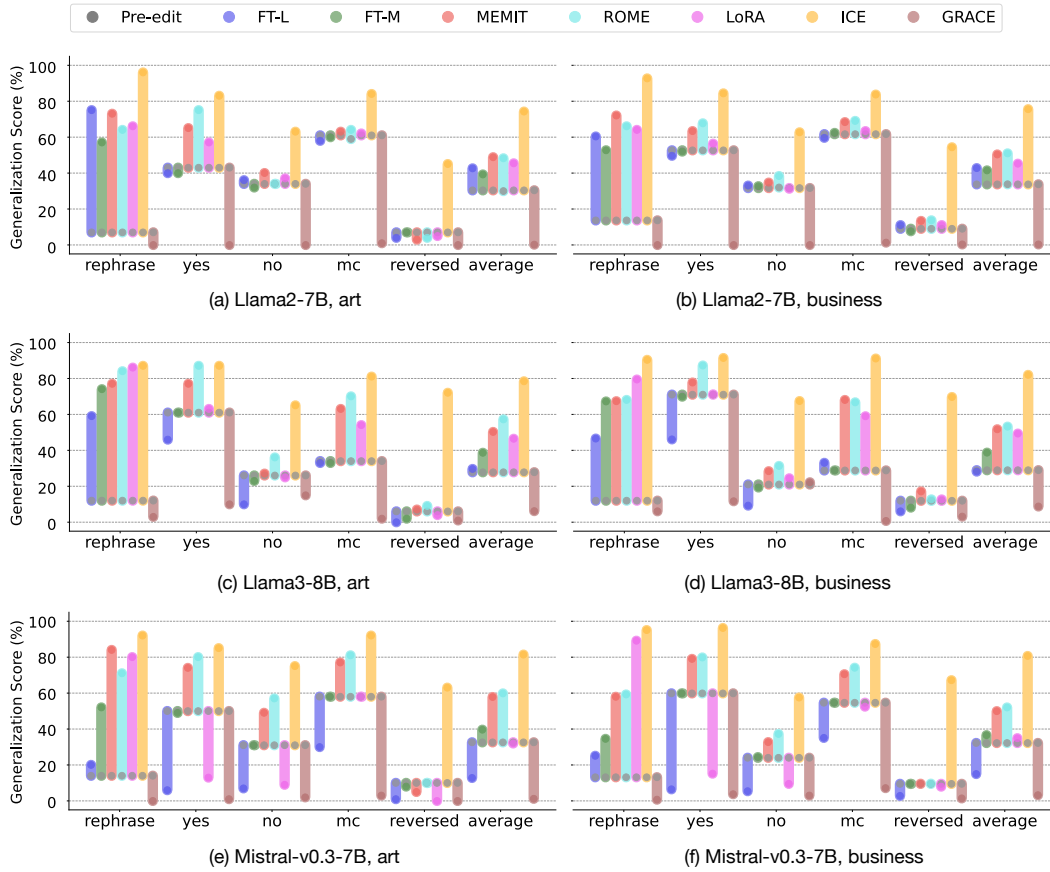 Pre-edit FT-L FT-M MEMIT ROME LoRA ICE GRACE
Generalization Score (%)
100
80
60
40
20
0
rephrase yes no mc reversed average
rephrase yes no mc reversed average
(a) Llama2-7B, art
(b) Llama2-7B, business
Generalization Score (%)
100
80
60
40
20
0
rephrase yes no mc reversed average
rephrase yes no mc reversed average
(c) Llama3-8B, art
(d) Llama3-8B, business
Generalization Score (%)
100
80
60
40
20
0
rephrase yes no mc reversed average
rephrase yes no mc reversed average
(e) Mistral-v0.3-7B, art
(f) Mistral-v0.3-7B, business